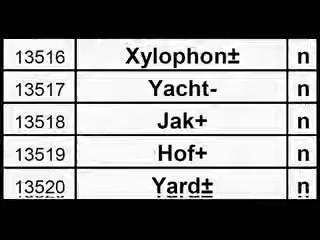 13516 Xylophon± n
13517 Yacht- n
13518 Jak+ n
13519 Hof+ n
13520 Yard± n